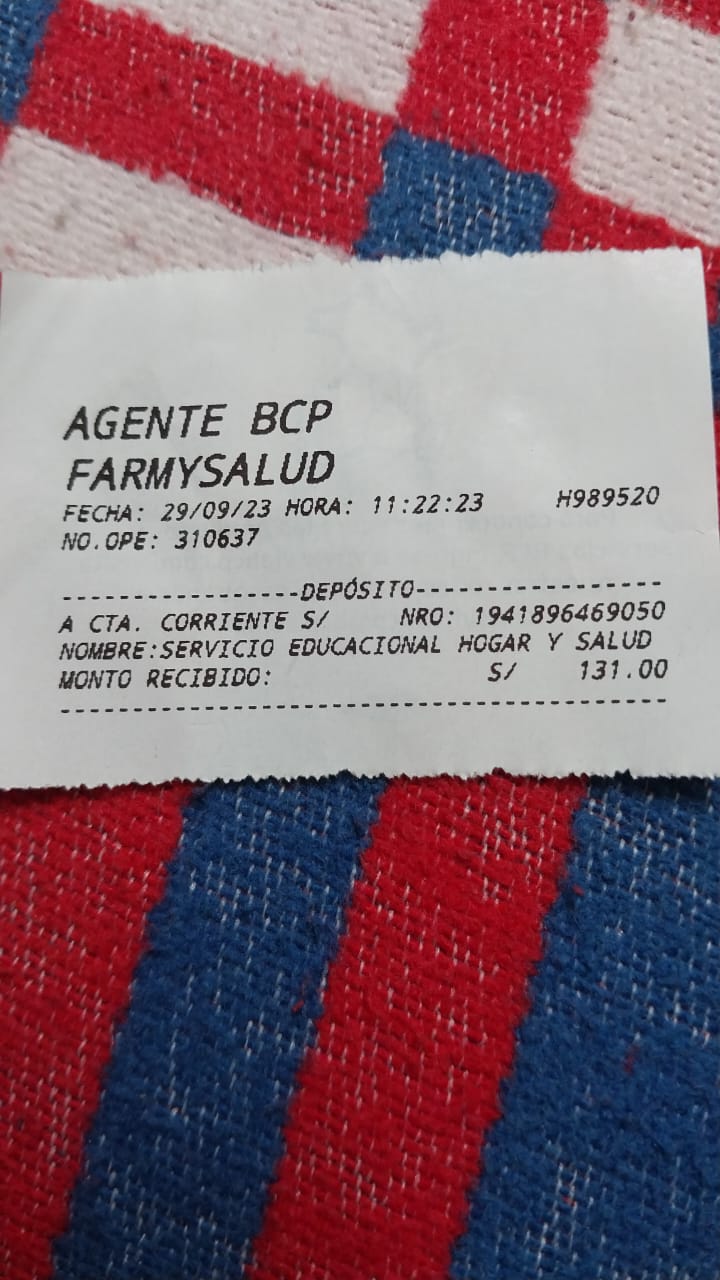 AGENTE BCP
FARMYSALUD
FECHA: 29/09/23 HORA: 11:22:23 H989520
NO.OPE: 310637
-----------------DEPÓSITO-----------------
A CTA. CORRIENTE S/ NRO: 1941896469050
NOMBRE:SERVICIO EDUCACIONAL HOGAR Y SALUD
MONTO RECIBIDO: S/ 131.00
------------------------------------------